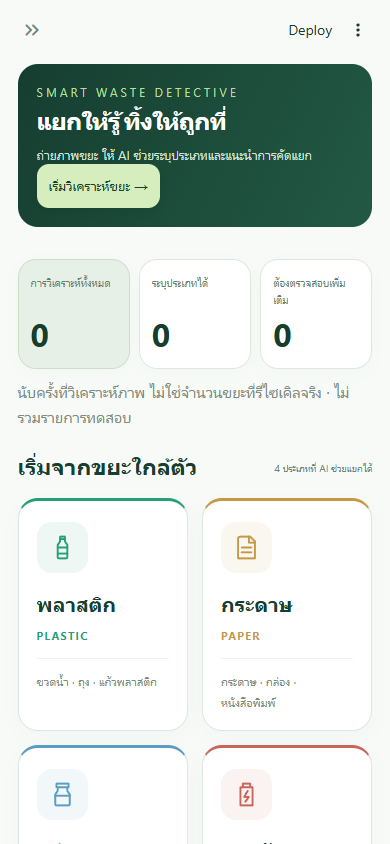 Deploy
SMART WASTE DETECTIVE
แยกให้รู้ ทิ้งให้ถูกที่
ถ่ายภาพขยะ ให้ AI ช่วยระบุประเภทและแนะนำการคัดแยก
เริ่มวิเคราะห์ขยะ →
การวิเคราะห์ทั้งหมด
0
ระบุประเภทได้
0
ต้องตรวจสอบเพิ่ม
เติม
0
นับครั้งที่วิเคราะห์ภาพ ไม่ใช่จำนวนขยะที่รีไซเคิลจริง · ไม่
รวมรายการทดสอบ
เริ่มจากขยะใกล้ตัว
4 ประเภทที่ AI ช่วยแยกได้
พลาสติก
PLASTIC
ขวดน้ำ · ถุง · แก้วพลาสติก
กระดาษ
PAPER
กระดาษ · กล่อง ·
หนังสือพิมพ์